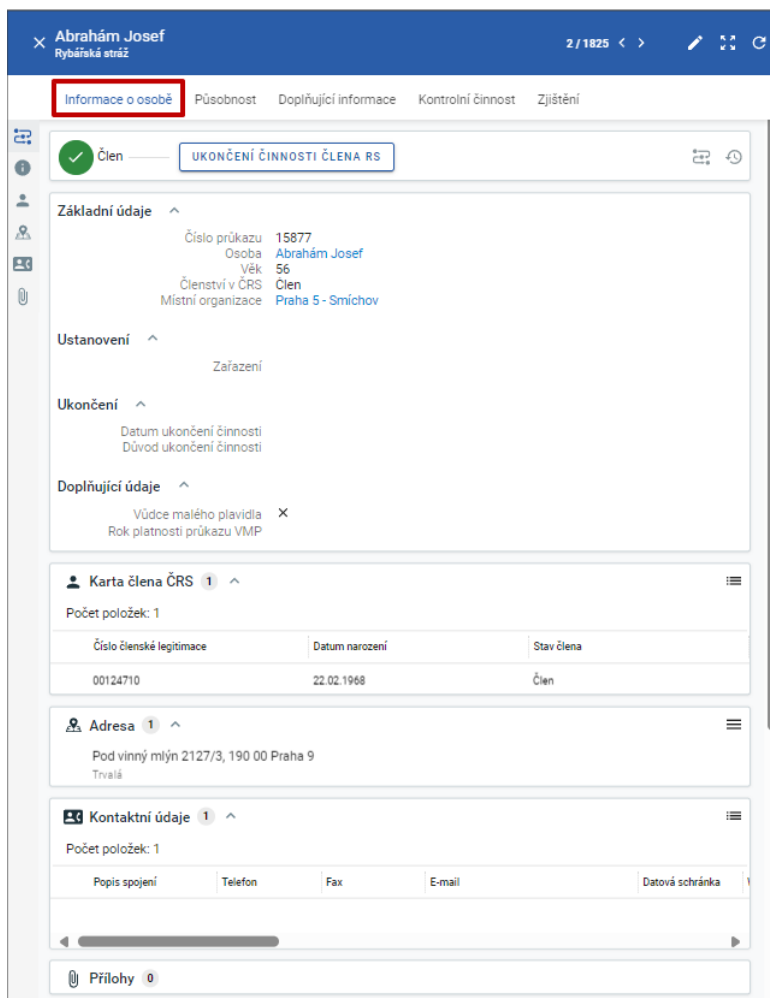 Abrahám Josef
Rybářská stráž
2 / 1825
Informace o osobě Působnost Doplňující informace Kontrolní činnost Zjištění
Člen UKONČENÍ ČINNOSTI ČLENA RS
Základní údaje
Číslo průkazu 15877
Osoba Abrahám Josef
Věk 56
Členství v ČRS Člen
Místní organizace Praha 5 - Smíchov
Ustanovení
Zařazení
Ukončení
Datum ukončení činnosti
Důvod ukončení činnosti
Doplňující údaje
Vůdce malého plavidla
Rok platnosti průkazu VMP
Karta člena ČRS 1
Počet položek: 1
Číslo členské legitimace Datum narození Stav člena
00124710 22.02.1968 Člen
Adresa 1
Pod vinný mlýn 2127/3, 190 00 Praha 9
Trvalá
Kontaktní údaje 1
Počet položek: 1
Popis spojení Telefon Fax E-mail Datová schránka
Přílohy 0